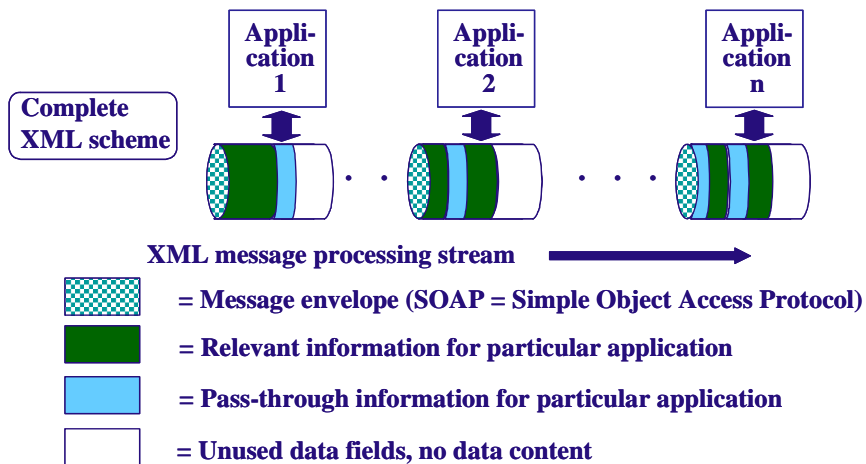 Appli-
cation
1
Appli-
cation
2
Appli-
cation
n
Complete
XML scheme
. .
. . .
XML message processing stream
= Message envelope (SOAP = Simple Object Access Protocol)
= Relevant information for particular application
= Pass-through information for particular application
= Unused data fields, no data content